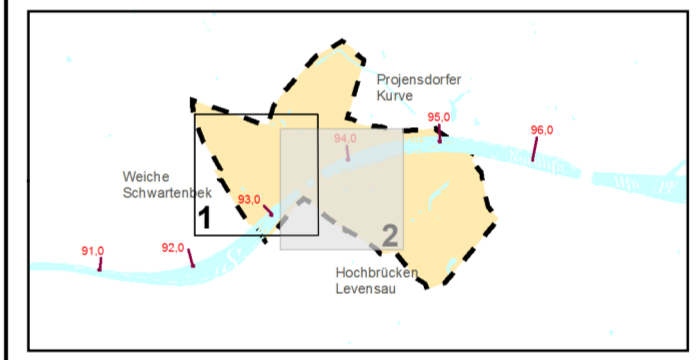 Projensdorfer
Kurve
95,0
94,0
96,0
Weiche
Schwartenbek
93,0
1
2
91,0
92,0
Hochbrücken
Levensau